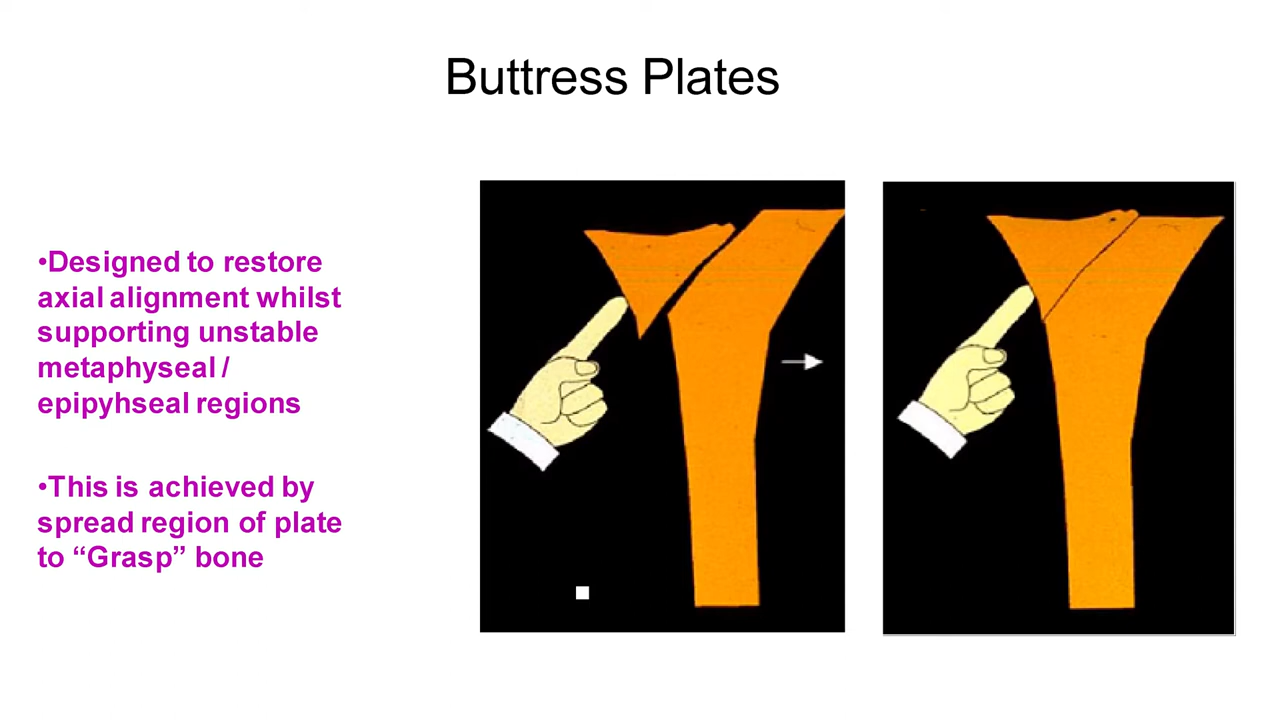 Buttress Plates
•Designed to restore
axial alignment whilst
supporting unstable
metaphyseal /
epipyhseal regions
•This is achieved by
spread region of plate
to “Grasp” bone